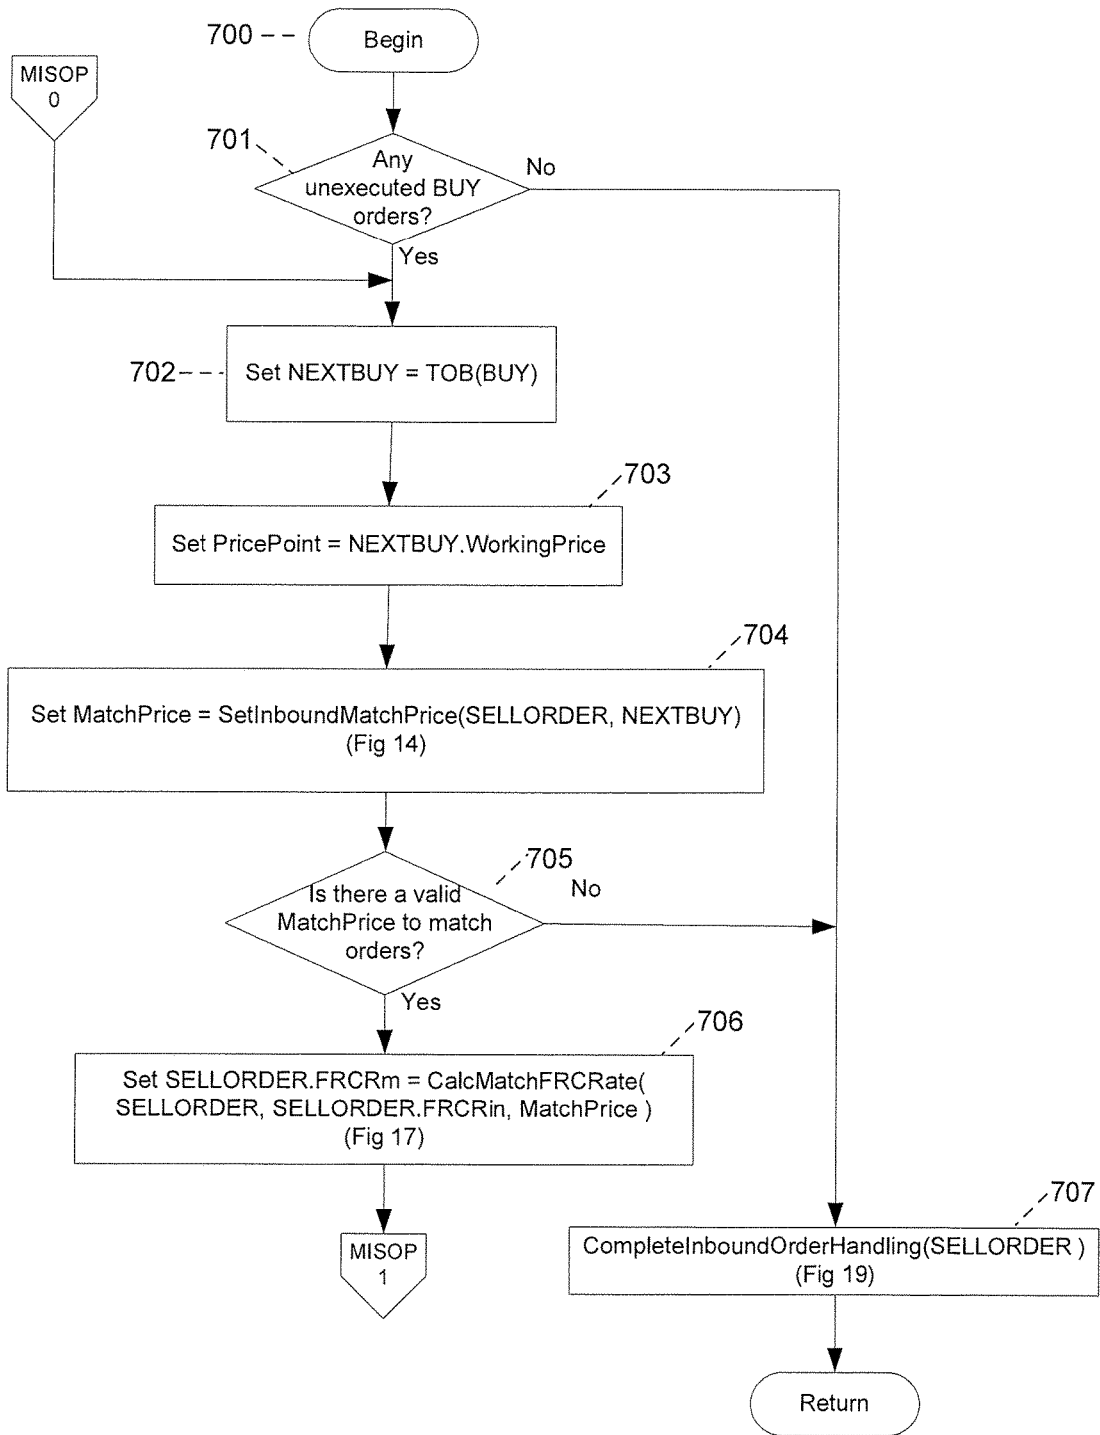 700
Begin
MISOP
0
701
Any
unexecuted BUY
orders?
No
Yes
702
Set NEXTBUY = TOB(BUY)
703
Set PricePoint = NEXTBUY.WorkingPrice
704
Set MatchPrice = SetInboundMatchPrice(SELLORDER, NEXTBUY)
(Fig 14)
705
Is there a valid
MatchPrice to match
orders?
No
Yes
706
Set SELLORDER.FRCRm = CalcMatchFRCRate(
SELLORDER, SELLORDER.FRCRin, MatchPrice )
(Fig 17)
MISOP
1
707
CompleteInboundOrderHandling(SELLORDER )
(Fig 19)
Return